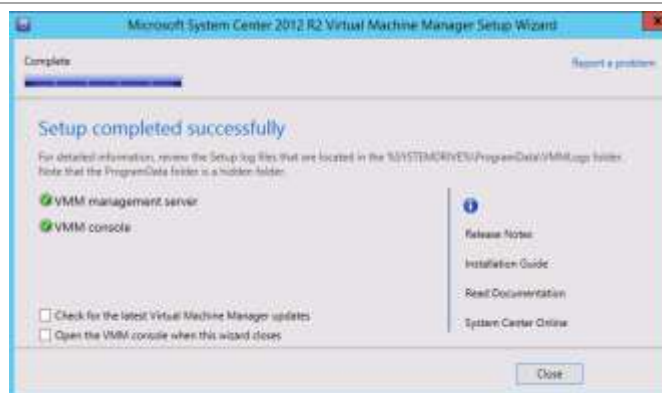 Microsoft System Center 2012 R2 Virtual Machine Manager Setup Wizard
Complete
Report a problem
Setup completed successfully
For detailed information, review the Setup log files that are located in the %SYSTEMDRIVE%\ProgramData\VMMLogs folder.
Note that the ProgramData folder is a hidden folder.
VMM management server
VMM console
Release Notes
Installation Guide
Read Documentation
System Center Online
Check for the latest Virtual Machine Manager updates
Open the VMM console when this wizard closes
Close